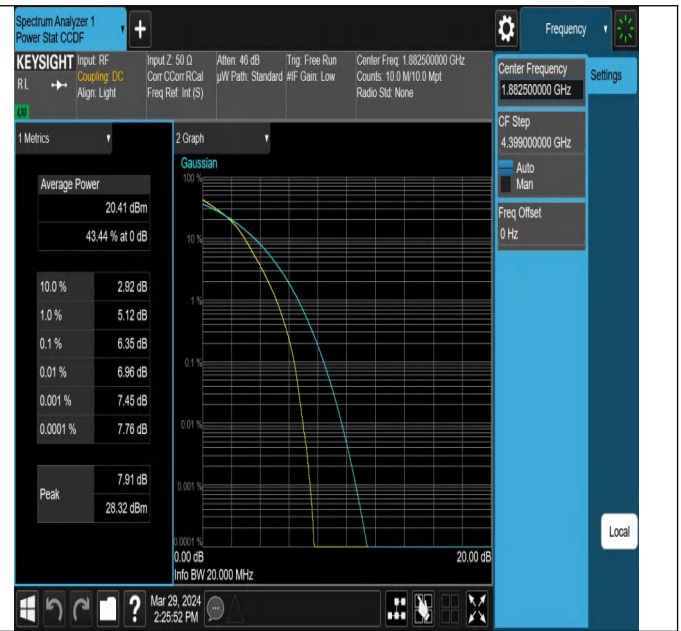 Spectrum Analyzer 1
Power Stat CCDF
Frequency
KEYSIGHT
RL
Input: RF
Coupling: DC
Align: Light
Input Z: 50 Ω
Corr CCorr RCal
Freq Ref: Int (S)
Atten: 46 dB
µW Path: Standard
Trig: Free Run
#IF Gain: Low
Center Freq: 1.882500000 GHz
Counts: 10.0 M/10.0 Mpt
Radio Std: None
Center Frequency
1.882500000 GHz
Settings
CF Step
4.399000000 GHz
Auto
Man
Freq Offset
0 Hz
1 Metrics
Average Power
20.41 dBm
43.44 % at 0 dB
10.0 % 2.92 dB
1.0 % 5.12 dB
0.1 % 6.35 dB
0.01 % 6.96 dB
0.001 % 7.45 dB
0.0001 % 7.76 dB
Peak 7.91 dB
28.32 dBm
2 Graph
Gaussian
100 %
10 %
1 %
0.1 %
0.01 %
0.001 %
0.0001 %
0.00 dB 20.00 dB
Info BW 20.000 MHz
Local
?
Mar 29, 2024
2:25:52 PM